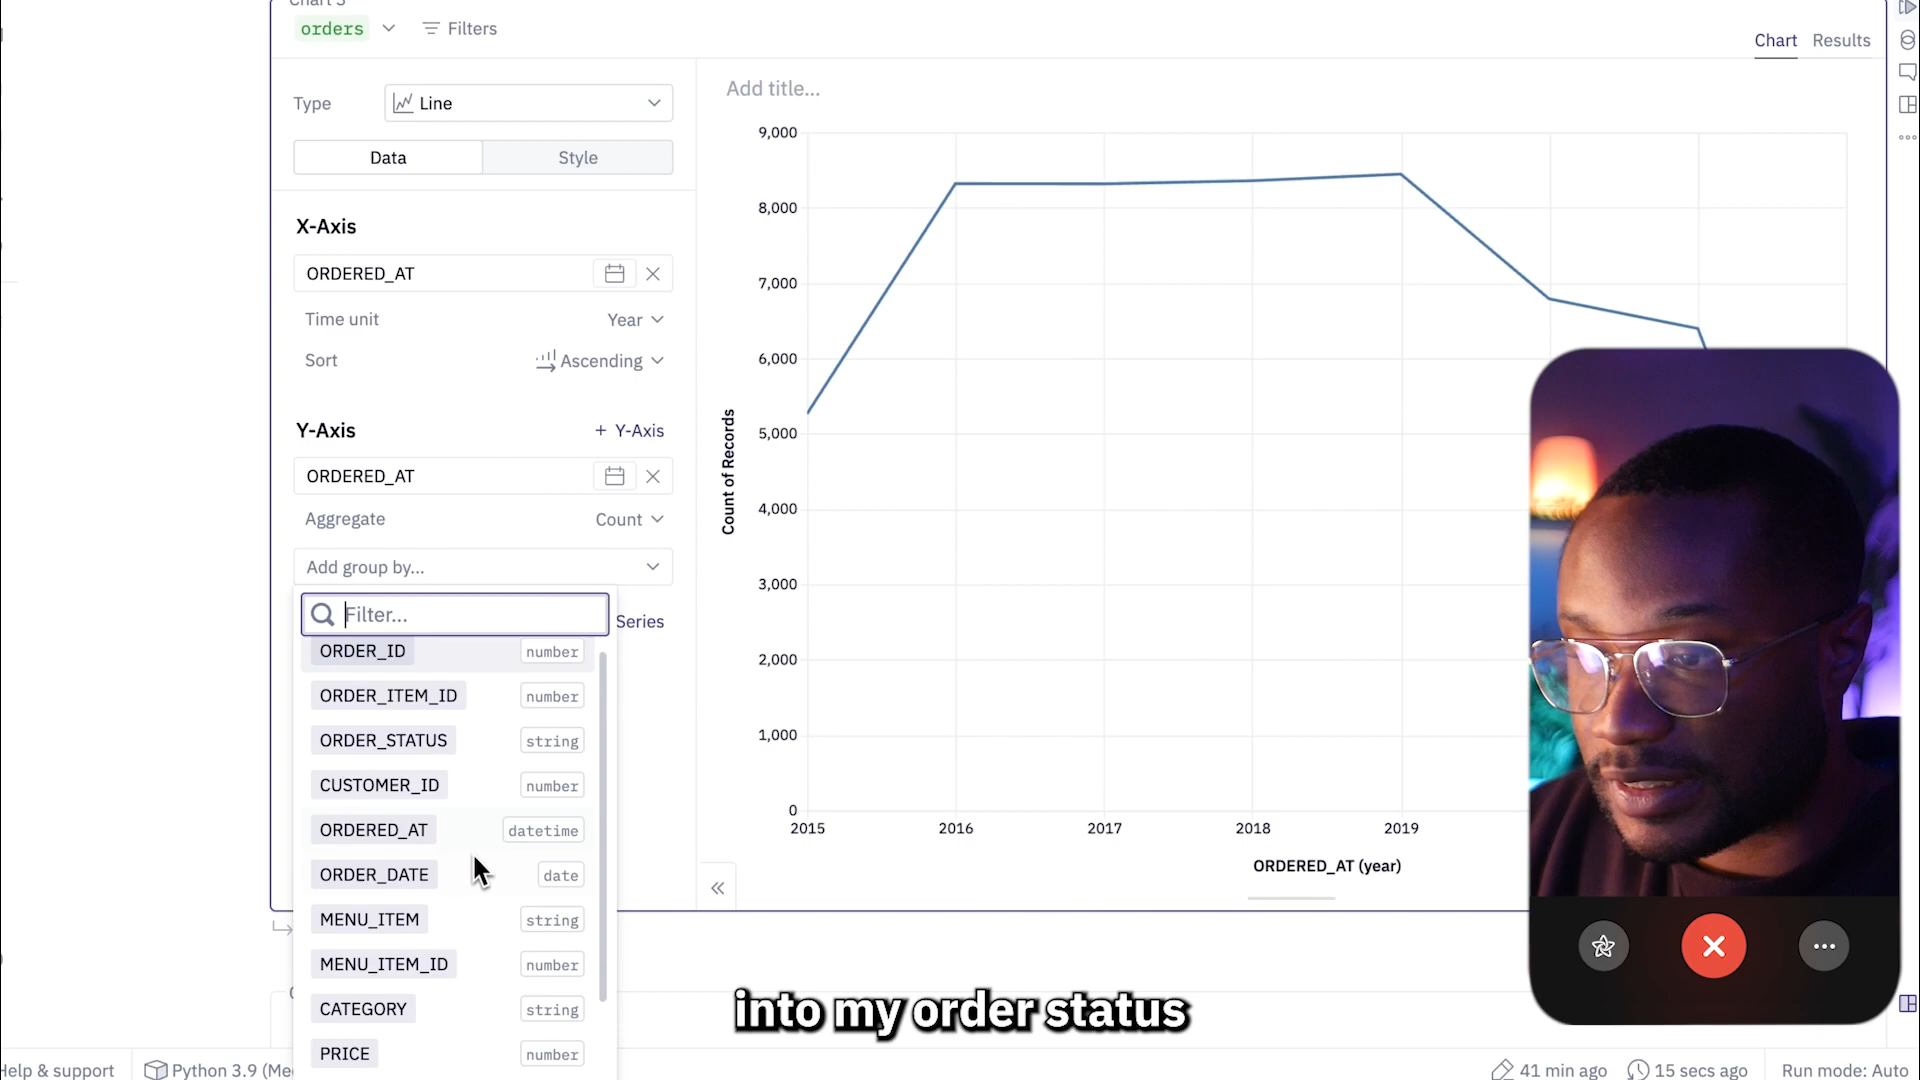 orders
Filters
Chart
Results
Type
Line
Data
Style
X-Axis
ORDERED_AT
Time unit
Year
Sort
Ascending
Y-Axis
+ Y-Axis
ORDERED_AT
Aggregate
Count
Add group by...
Filter...
Series
ORDER_ID
number
ORDER_ITEM_ID
number
ORDER_STATUS
string
CUSTOMER_ID
number
ORDERED_AT
datetime
ORDER_DATE
date
MENU_ITEM
string
MENU_ITEM_ID
number
CATEGORY
string
PRICE
number
Add title...
9,000
8,000
7,000
6,000
5,000
4,000
3,000
2,000
1,000
0
Count of Records
2015
2016
2017
2018
2019
ORDERED_AT (year)
into my order status
Help & support
Python 3.9
41 min ago
15 secs ago
Run mode: Auto